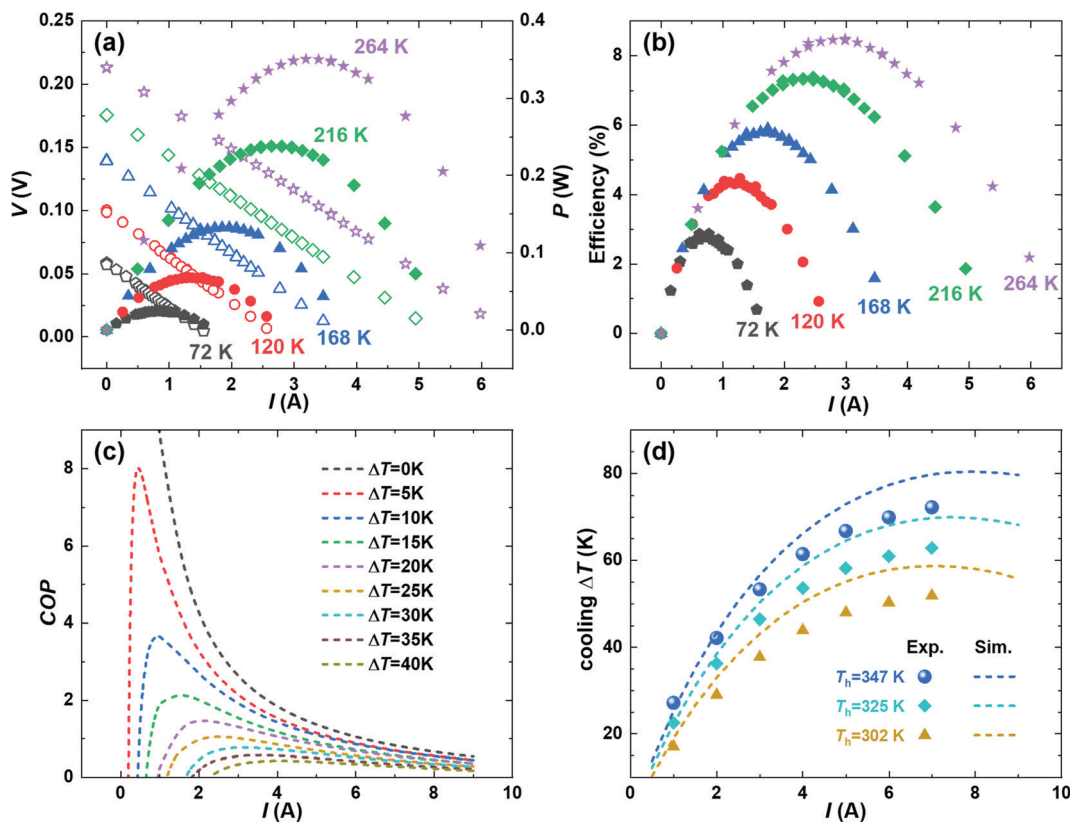 (a)
0.25
0.20
0.15
0.10
0.05
0.00
V (V)
0.4
0.3
0.2
0.1
0.0
P (W)
264 K
216 K
168 K
120 K
72 K
0 1 2 3 4 5 6
I (A)
(b)
8
6
4
2
0
Efficiency (%)
264 K
216 K
168 K
120 K
72 K
0 1 2 3 4 5 6
I (A)
(c)
8
6
4
2
0
COP
ΔT=0K
ΔT=5K
ΔT=10K
ΔT=15K
ΔT=20K
ΔT=25K
ΔT=30K
ΔT=35K
ΔT=40K
0 2 4 6 8 10
I (A)
(d)
80
70
60
50
40
30
20
10
cooling ΔT (K)
Exp. Sim.
Th=347 K
Th=325 K
Th=302 K
0 2 4 6 8 10
I (A)